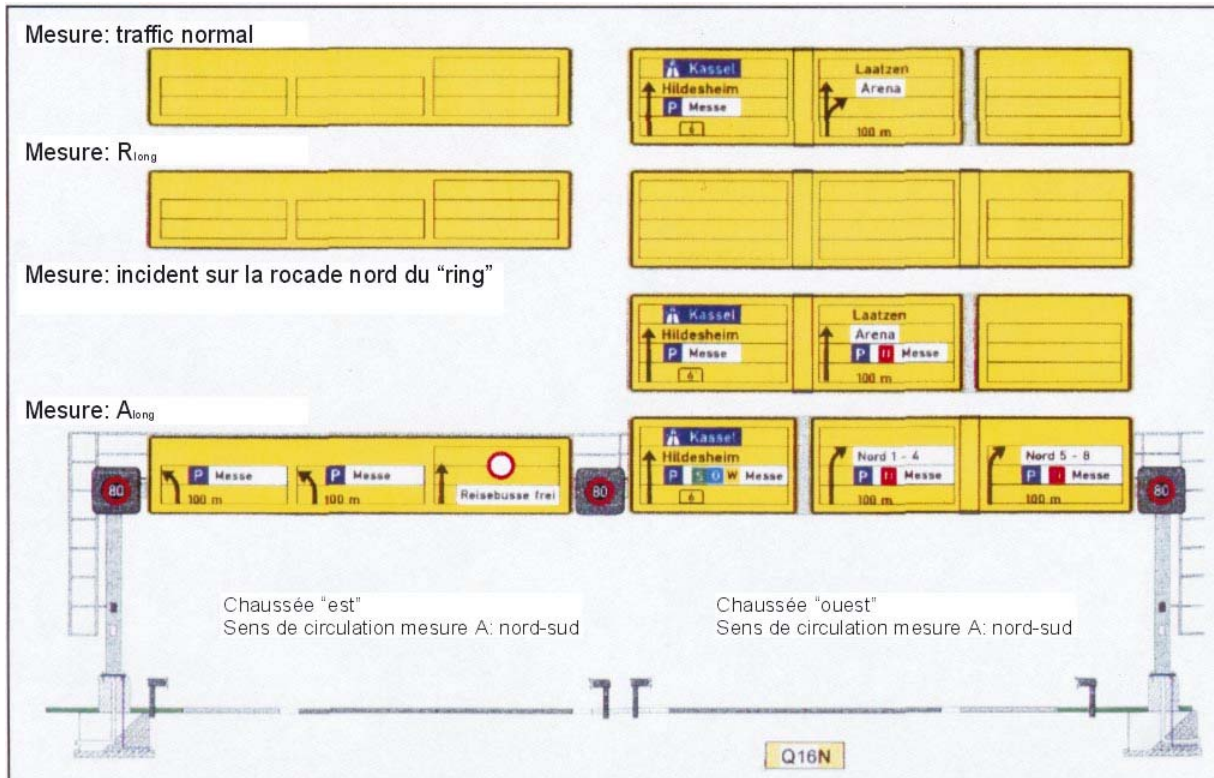 Mesure: traffic normal
Kassel
Hildesheim
P Messe
6
Laatzen
Arena
100 m
Mesure: Rlong
Mesure: incident sur la rocade nord du “ring”
Kassel
Hildesheim
P Messe
6
Laatzen
Arena
P Messe
100 m
Mesure: Along
80
P Messe
100 m
P Messe
100 m
Reisebusse frei
80
Kassel
Hildesheim
P S O W Messe
6
Nord 1 - 4
P Messe
100 m
Nord 5 - 8
P Messe
100 m
80
Chaussée “est”
Sens de circulation mesure A: nord-sud
Chaussée “ouest”
Sens de circulation mesure A: nord-sud
Q16N